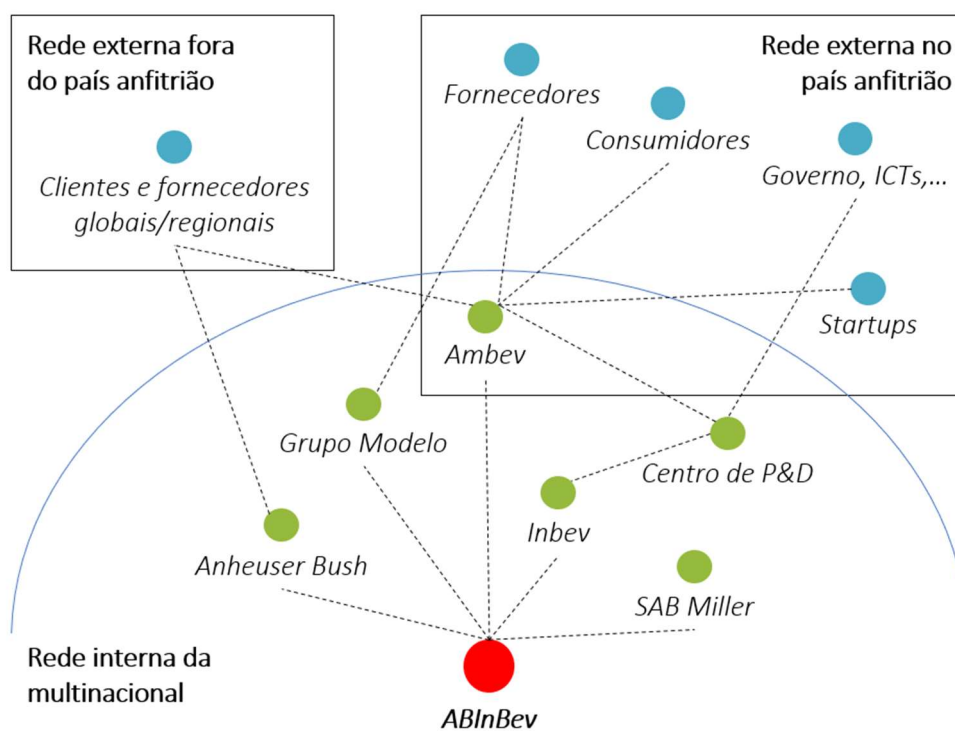 Rede externa fora
do país anfitrião
Rede externa no
país anfitrião
Fornecedores
Consumidores
Clientes e fornecedores
globais/regionais
Governo, ICTs,...
Startups
Ambev
Grupo Modelo
Centro de P&D
Inbev
Anheuser Bush
SAB Miller
Rede interna da
multinacional
ABInBev